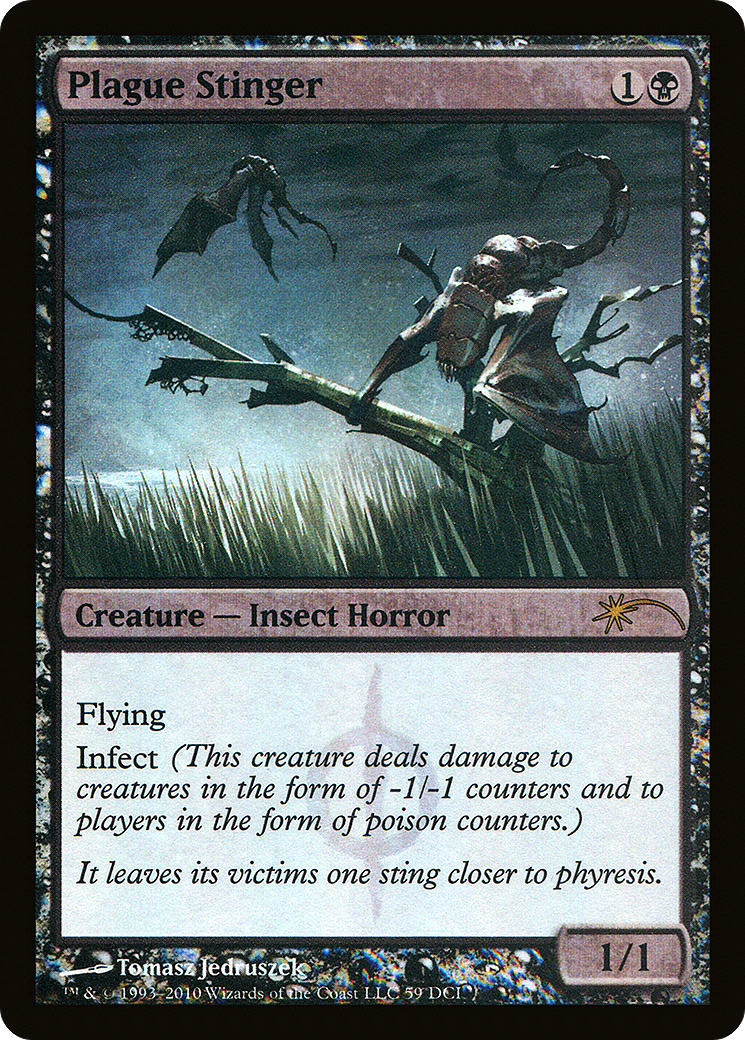 Plague Stinger 1
Creature — Insect Horror
Flying
Infect (This creature deals damage to
creatures in the form of -1/-1 counters and to
players in the form of poison counters.)
It leaves its victims one sting closer to phyresis.
1/1
Tomasz Jedruszek
™ & © 1993–2010 Wizards of the Coast LLC 59 DCI